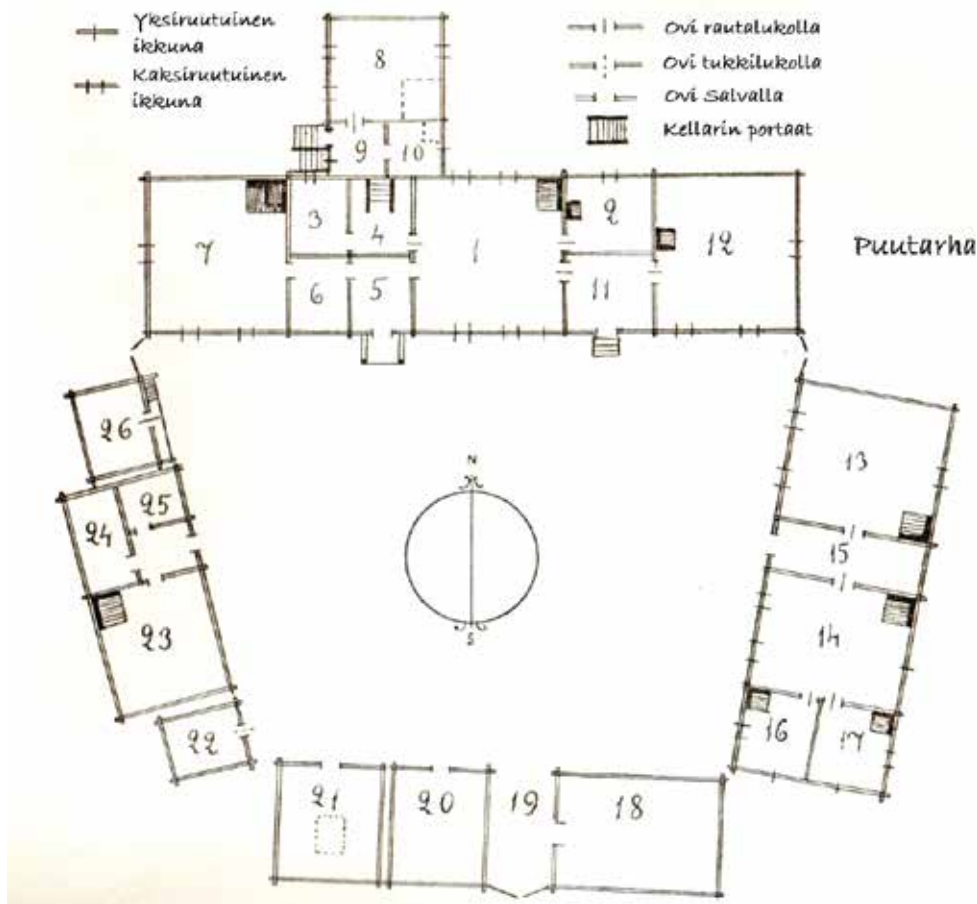 Yksiruutuinen
ikkuna
Kaksiruutuinen
ikkuna
Ovi rautalukolla
Ovi tukkilukolla
Ovi Salvalla
Kellarin portaat
8
9
10
7
3
4
1
2
12
6
5
11
Puutarha
26
13
25
24
N
15
23
14
S
22
16
17
21
20
19
18